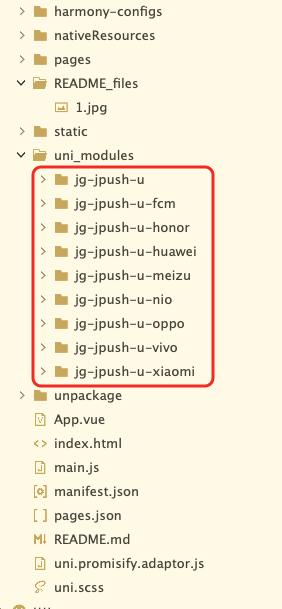 harmony-configs
nativeResources
pages
README_files
1.jpg
static
uni_modules
jg-jpush-u
jg-jpush-u-fcm
jg-jpush-u-honor
jg-jpush-u-huawei
jg-jpush-u-meizu
jg-jpush-u-nio
jg-jpush-u-oppo
jg-jpush-u-vivo
jg-jpush-u-xiaomi
unpackage
App.vue
index.html
main.js
manifest.json
pages.json
README.md
uni.promisify.adaptor.js
uni.scss